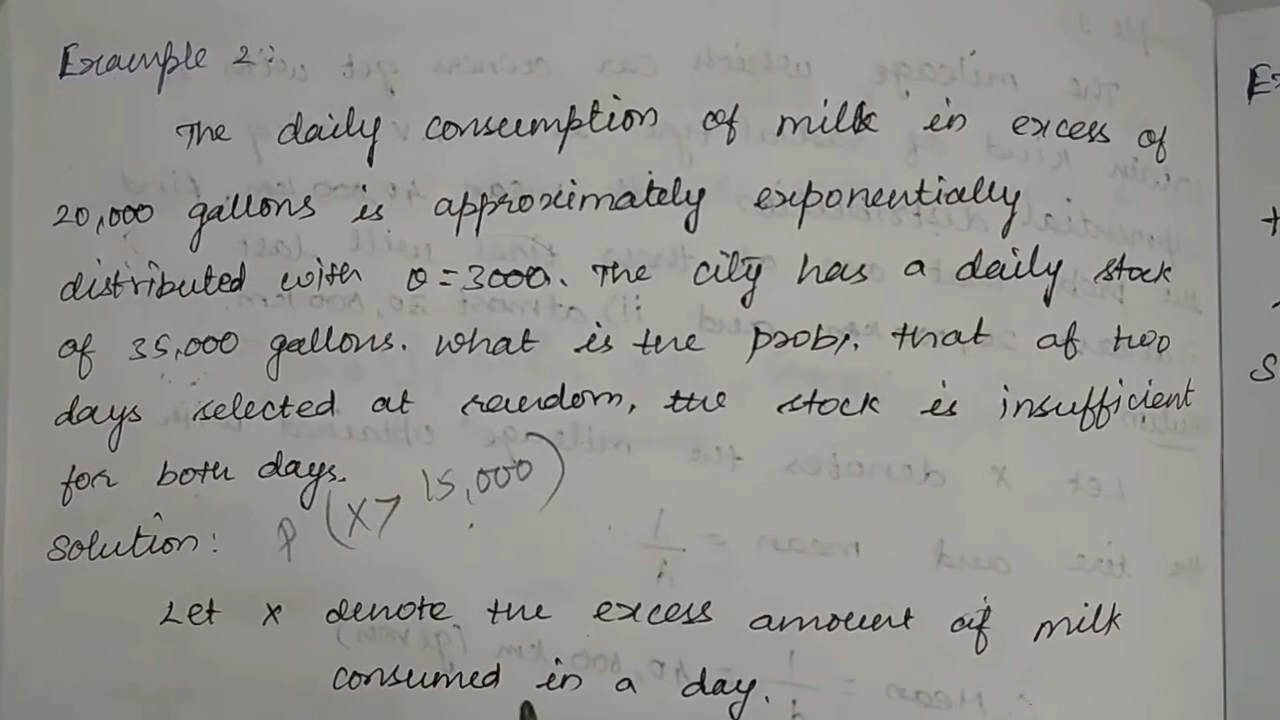 Example 2:
The daily consumption of milk in excess of
20,000 gallons is approximately exponentially
distributed with θ = 3000. The city has a daily stock
of 35,000 gallons. What is the prob, that of two
days selected at random, the stock is insufficient
for both days.
P(X > 15,000)
Solution:
Let X denote the excess amount of milk
consumed in a day.